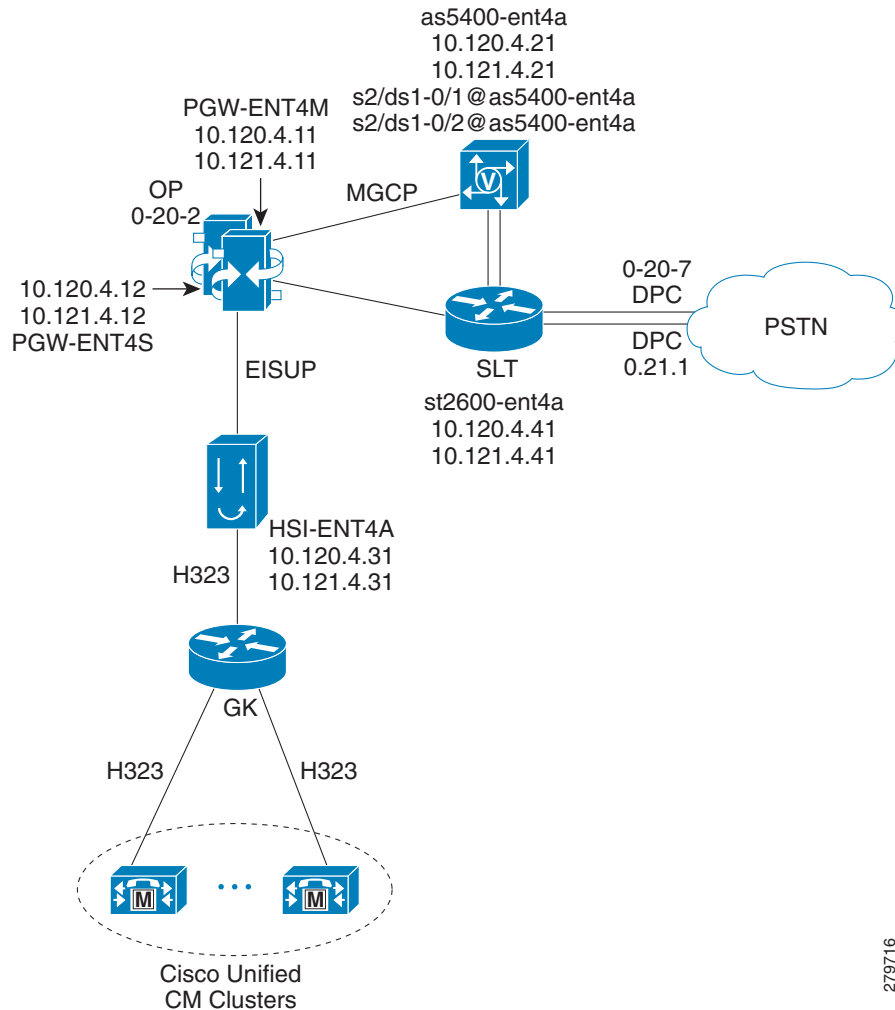 as5400-ent4a
10.120.4.21
10.121.4.21
s2/ds1-0/1@as5400-ent4a
s2/ds1-0/2@as5400-ent4a
PGW-ENT4M
10.120.4.11
10.121.4.11
OP
0-20-2
MGCP
V
10.120.4.12
10.121.4.12
PGW-ENT4S
0-20-7
DPC
PSTN
DPC
0.21.1
SLT
st2600-ent4a
10.120.4.41
10.121.4.41
EISUP
HSI-ENT4A
10.120.4.31
10.121.4.31
H323
GK
H323
H323
M
...
M
Cisco Unified
CM Clusters
279716